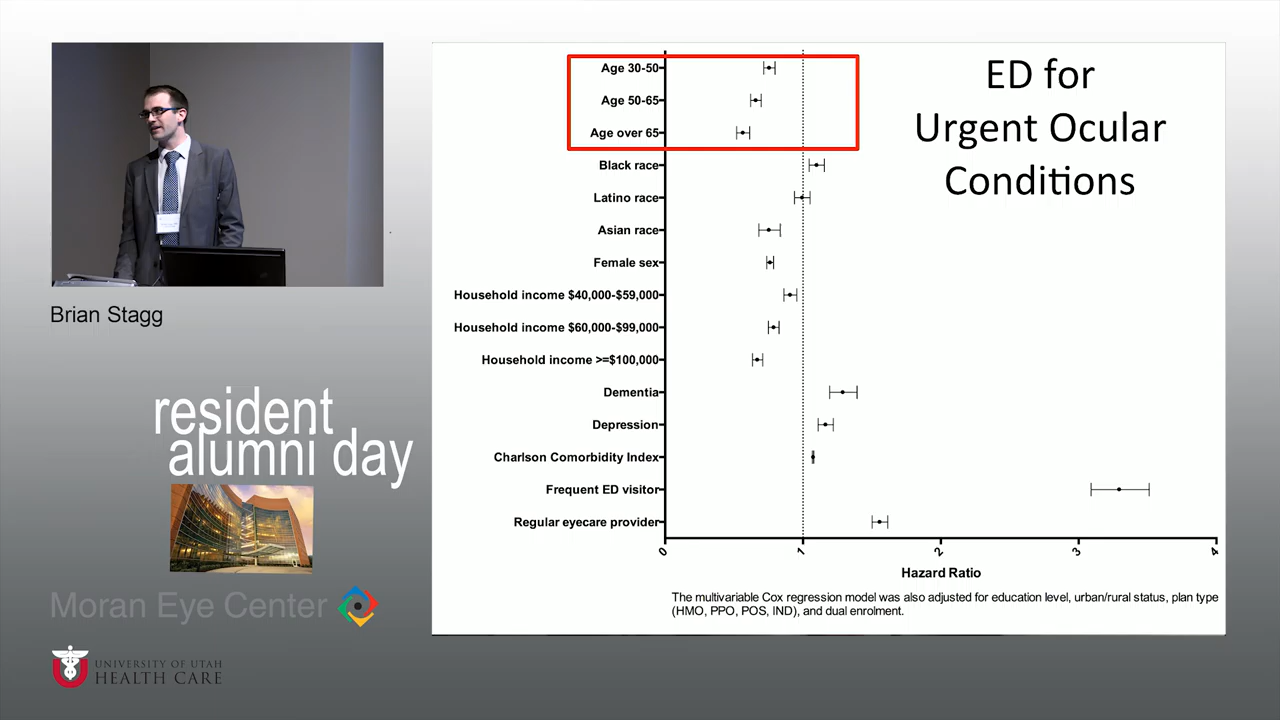 Brian Stagg
resident
alumni day
Moran Eye Center
UNIVERSITY OF UTAH
HEALTH CARE
ED for
Urgent Ocular
Conditions
Age 30-50
Age 50-65
Age over 65
Black race
Latino race
Asian race
Female sex
Household income $40,000-$59,000
Household income $60,000-$99,000
Household income >=$100,000
Dementia
Depression
Charlson Comorbidity Index
Frequent ED visitor
Regular eyecare provider
0 1 2 3 4
Hazard Ratio
The multivariable Cox regression model was also adjusted for education level, urban/rural status, plan type
(HMO, PPO, POS, IND), and dual enrolment.